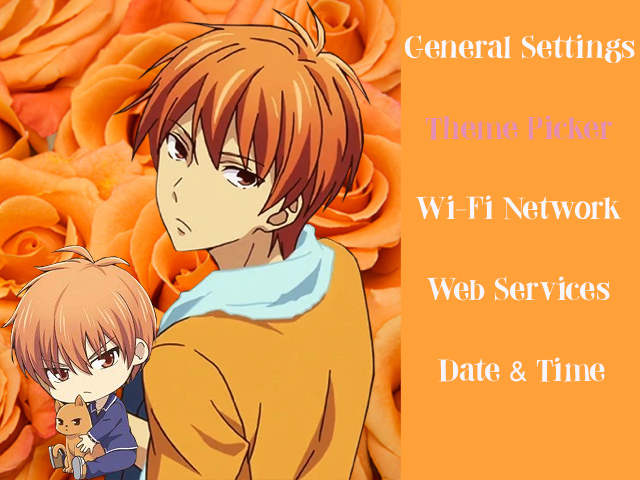 General Settings
Theme Picker
Wi-Fi Network
Web Services
Date & Time